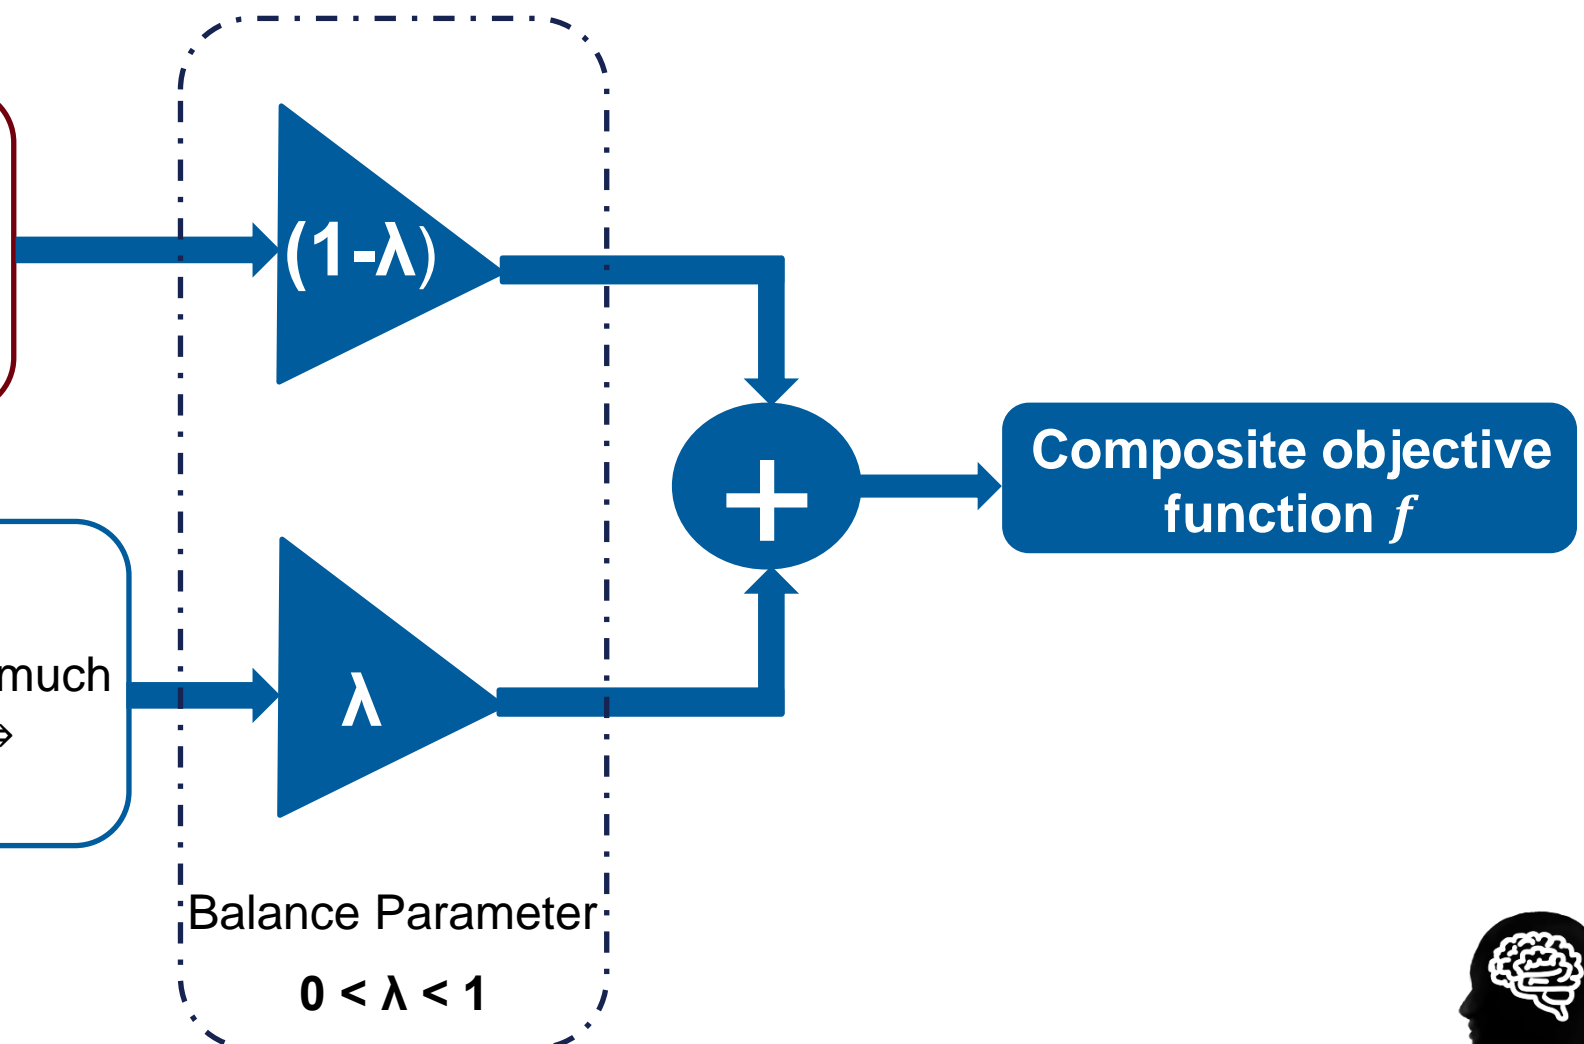 (1-λ)
+
Composite objective
function f
much
→
λ
Balance Parameter
0 < λ < 1